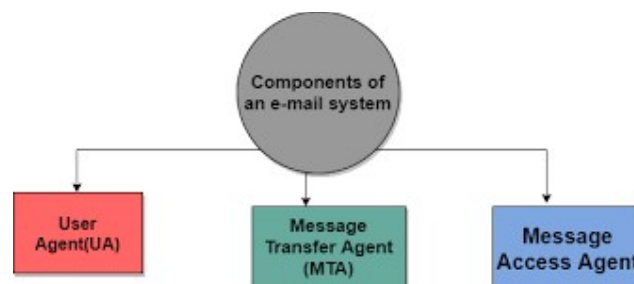 Components of
an e-mail system
User
Agent(UA)
Message
Transfer Agent
(MTA)
Message
Access Agent